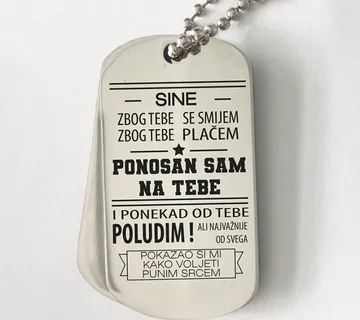 SINE
ZBOG TEBE SE SMIJEM
ZBOG TEBE PLAČEM
PONOSAN SAM
NA TEBE
I PONEKAD OD TEBE
POLUDIM! ALI NAJVAŽNIJE
OD SVEGA
POKAZAO SI MI
KAKO VOLJETI
PUNIM SRCEM